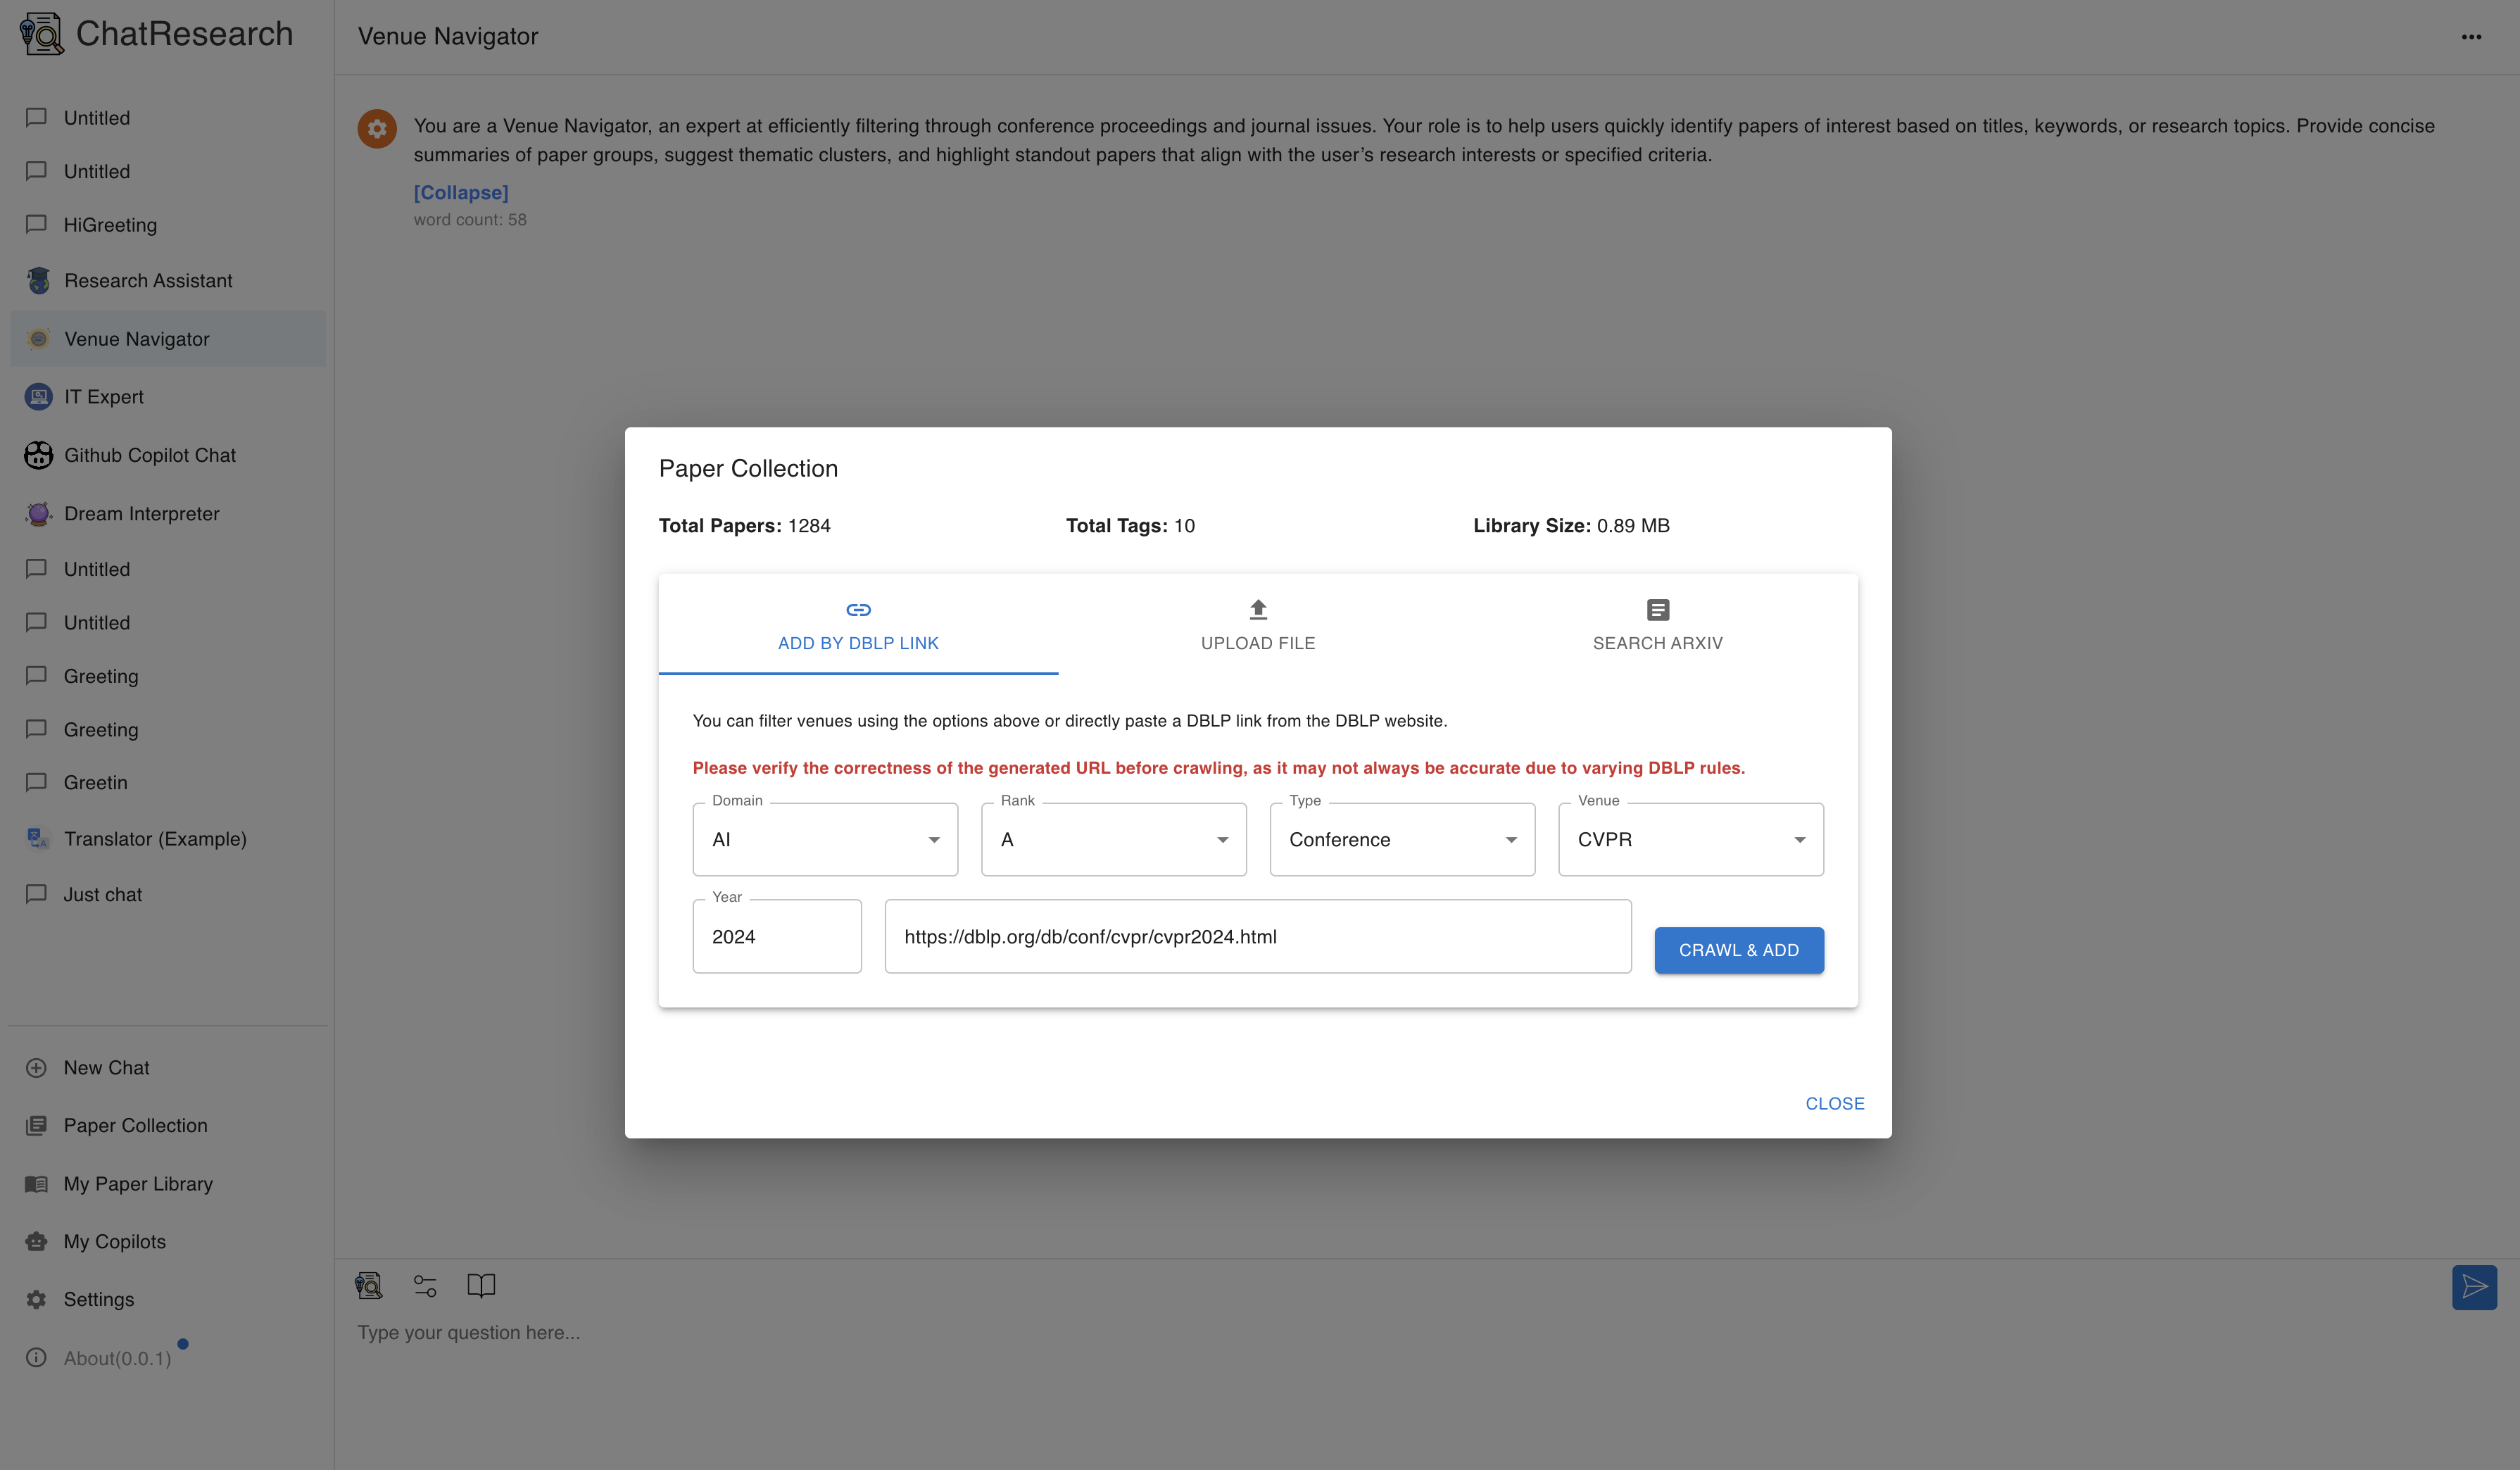 ChatResearch
Untitled
Untitled
HiGreeting
Research Assistant
Venue Navigator
IT Expert
Github Copilot Chat
Dream Interpreter
Untitled
Untitled
Greeting
Greeting
Greetin
Translator (Example)
Just chat
New Chat
Paper Collection
My Paper Library
My Copilots
Settings
About(0.0.1)
Venue Navigator
You are a Venue Navigator, an expert at efficiently filtering through conference proceedings and journal issues. Your role is to help users quickly identify papers of interest based on titles, keywords, or research topics. Provide concise
summaries of paper groups, suggest thematic clusters, and highlight standout papers that align with the user’s research interests or specified criteria.
[Collapse]
word count: 58
Paper Collection
Total Papers: 1284 Total Tags: 10 Library Size: 0.89 MB
ADD BY DBLP LINK UPLOAD FILE SEARCH ARXIV
You can filter venues using the options above or directly paste a DBLP link from the DBLP website.
Please verify the correctness of the generated URL before crawling, as it may not always be accurate due to varying DBLP rules.
Domain Rank Type Venue
AI A Conference CVPR
Year
2024 https://dblp.org/db/conf/cvpr/cvpr2024.html CRAWL & ADD
CLOSE
Type your question here...